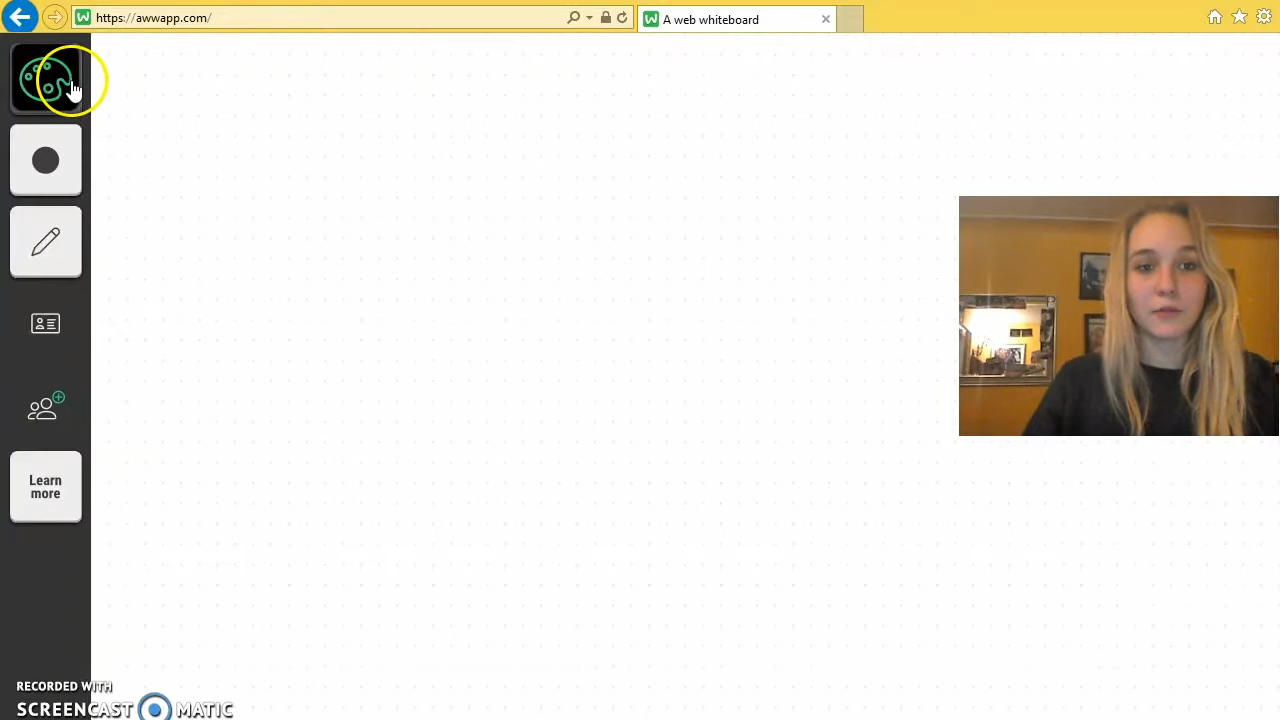 https://awwapp.com/
A web whiteboard
Learn
more
RECORDED WITH
SCREENCAST MATIC